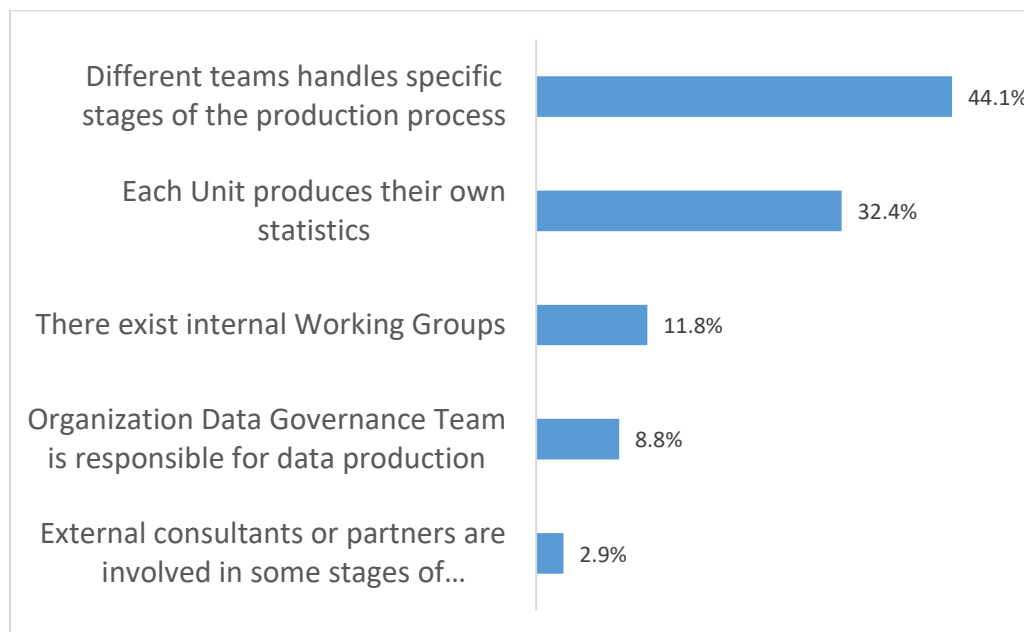 Different teams handles specific
stages of the production process
44.1%
Each Unit produces their own
statistics
32.4%
There exist internal Working Groups
11.8%
Organization Data Governance Team
is responsible for data production
8.8%
External consultants or partners are
involved in some stages of…
2.9%